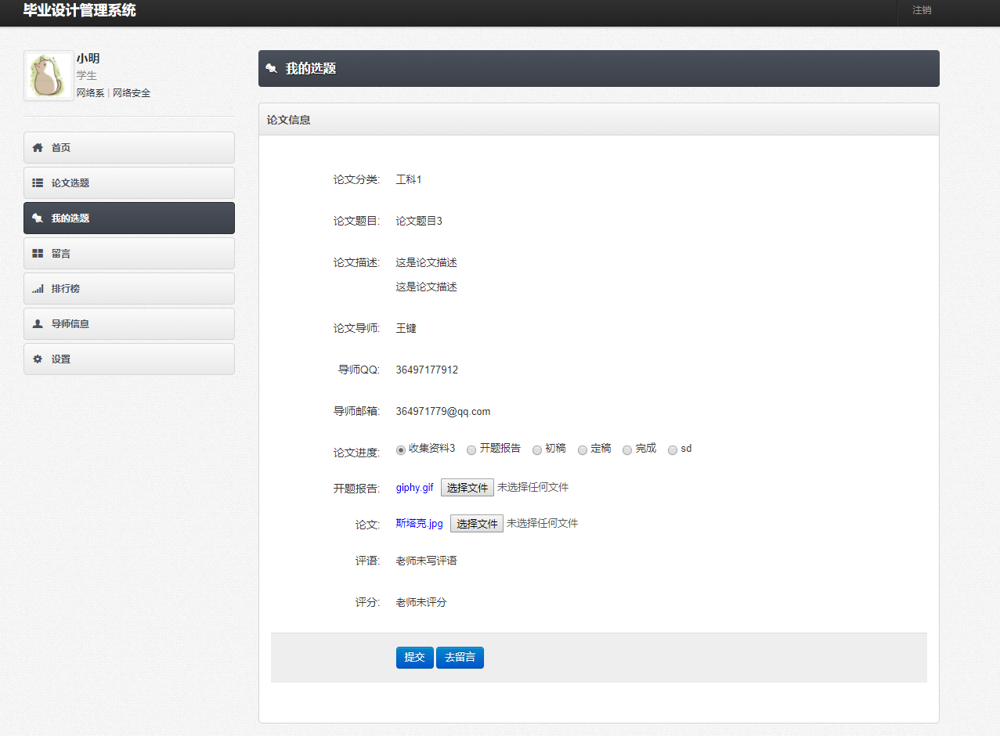 毕业设计管理系统
注销
小明
学生
网络系 | 网络安全
首页
论文选题
我的选题
留言
排行榜
导师信息
设置
我的选题
论文信息
论文分类: 工科1
论文题目: 论文题目3
论文描述: 这是论文描述
这是论文描述
论文导师: 王键
导师QQ: 36497177912
导师邮箱: 364971779@qq.com
论文进度: 收集资料3 开题报告 初稿 定稿 完成 sd
开题报告: giphy.gif 选择文件 未选择任何文件
论文: 斯塔克.jpg 选择文件 未选择任何文件
评语: 老师未写评语
评分: 老师未评分
提交 去留言